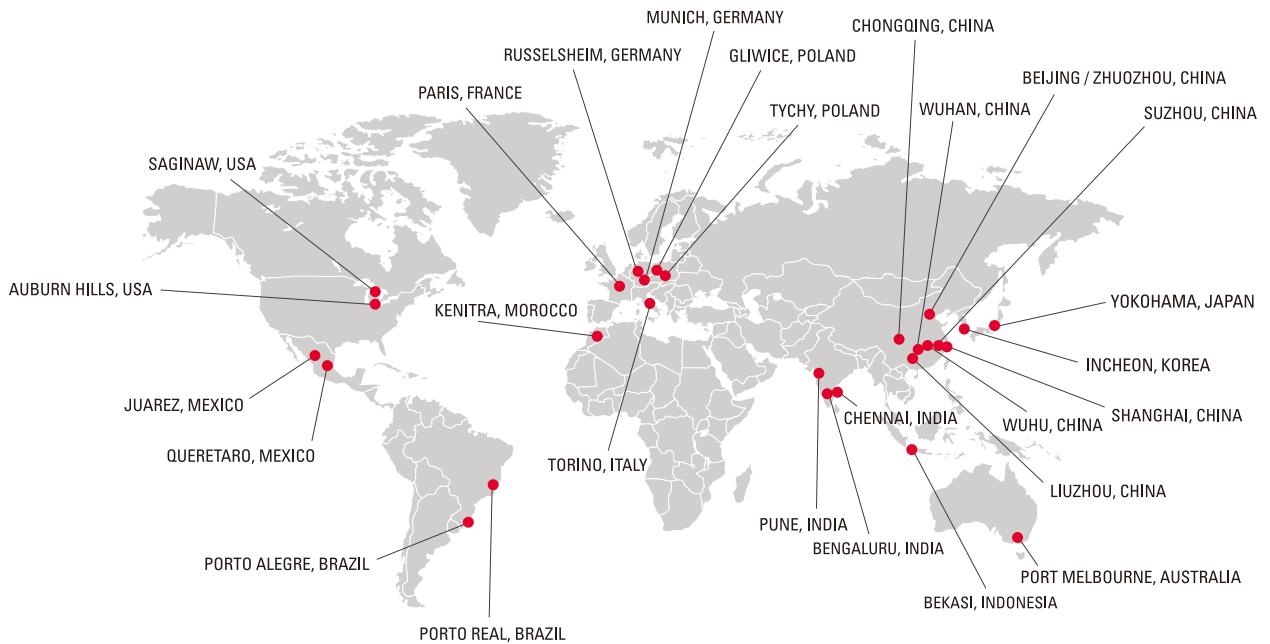 MUNICH, GERMANY
CHONGQING, CHINA
RUSSELSHEIM, GERMANY
GLIWICE, POLAND
BEIJING / ZHUOZHOU, CHINA
PARIS, FRANCE
TYCHY, POLAND
WUHAN, CHINA
SUZHOU, CHINA
SAGINAW, USA
AUBURN HILLS, USA
KENITRA, MOROCCO
YOKOHAMA, JAPAN
INCHEON, KOREA
JUAREZ, MEXICO
CHENNAI, INDIA
SHANGHAI, CHINA
WUHU, CHINA
QUERETARO, MEXICO
TORINO, ITALY
LIUZHOU, CHINA
PUNE, INDIA
BENGALURU, INDIA
PORTO ALEGRE, BRAZIL
PORT MELBOURNE, AUSTRALIA
BEKASI, INDONESIA
PORTO REAL, BRAZIL